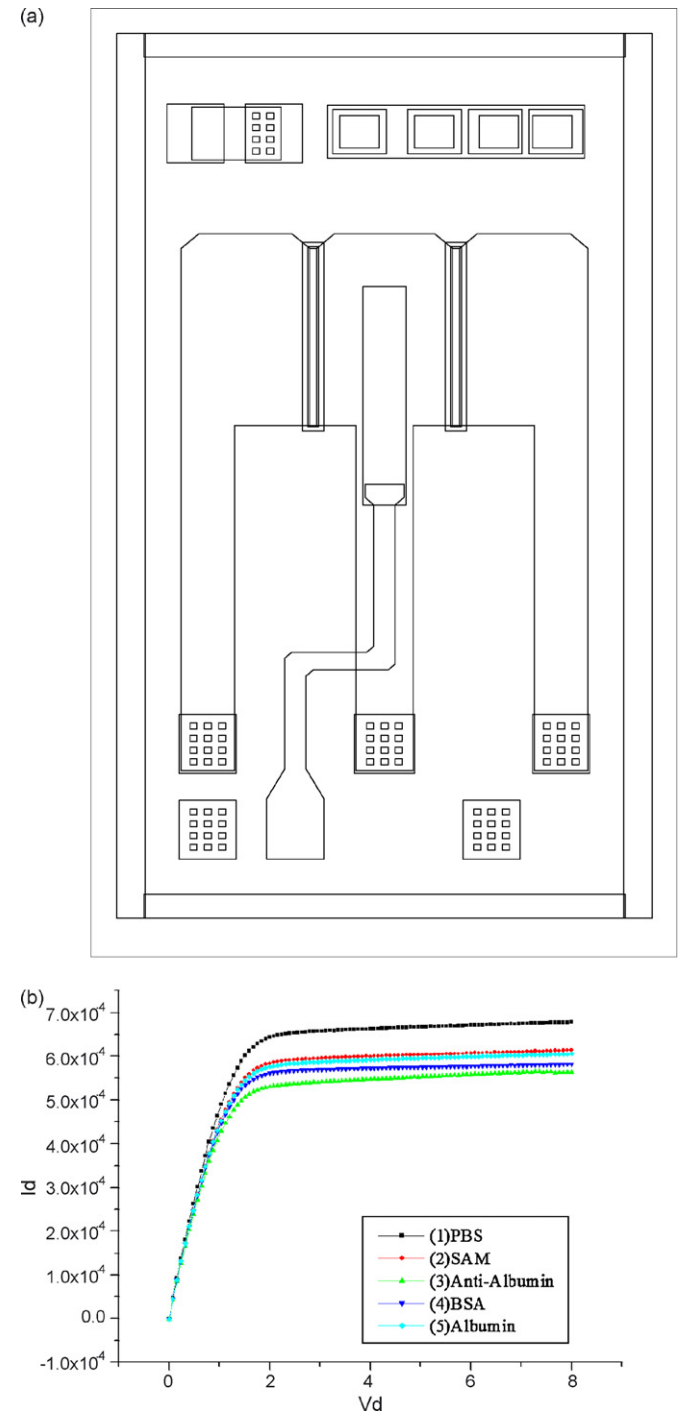 (a)
(b)
7.0x10⁴
6.0x10⁴
5.0x10⁴
4.0x10⁴
3.0x10⁴
2.0x10⁴
1.0x10⁴
0.0
-1.0x10⁴
Id
(1)PBS
(2)SAM
(3)Anti-Albumin
(4)BSA
(5)Albumin
0 2 4 6 8
Vd